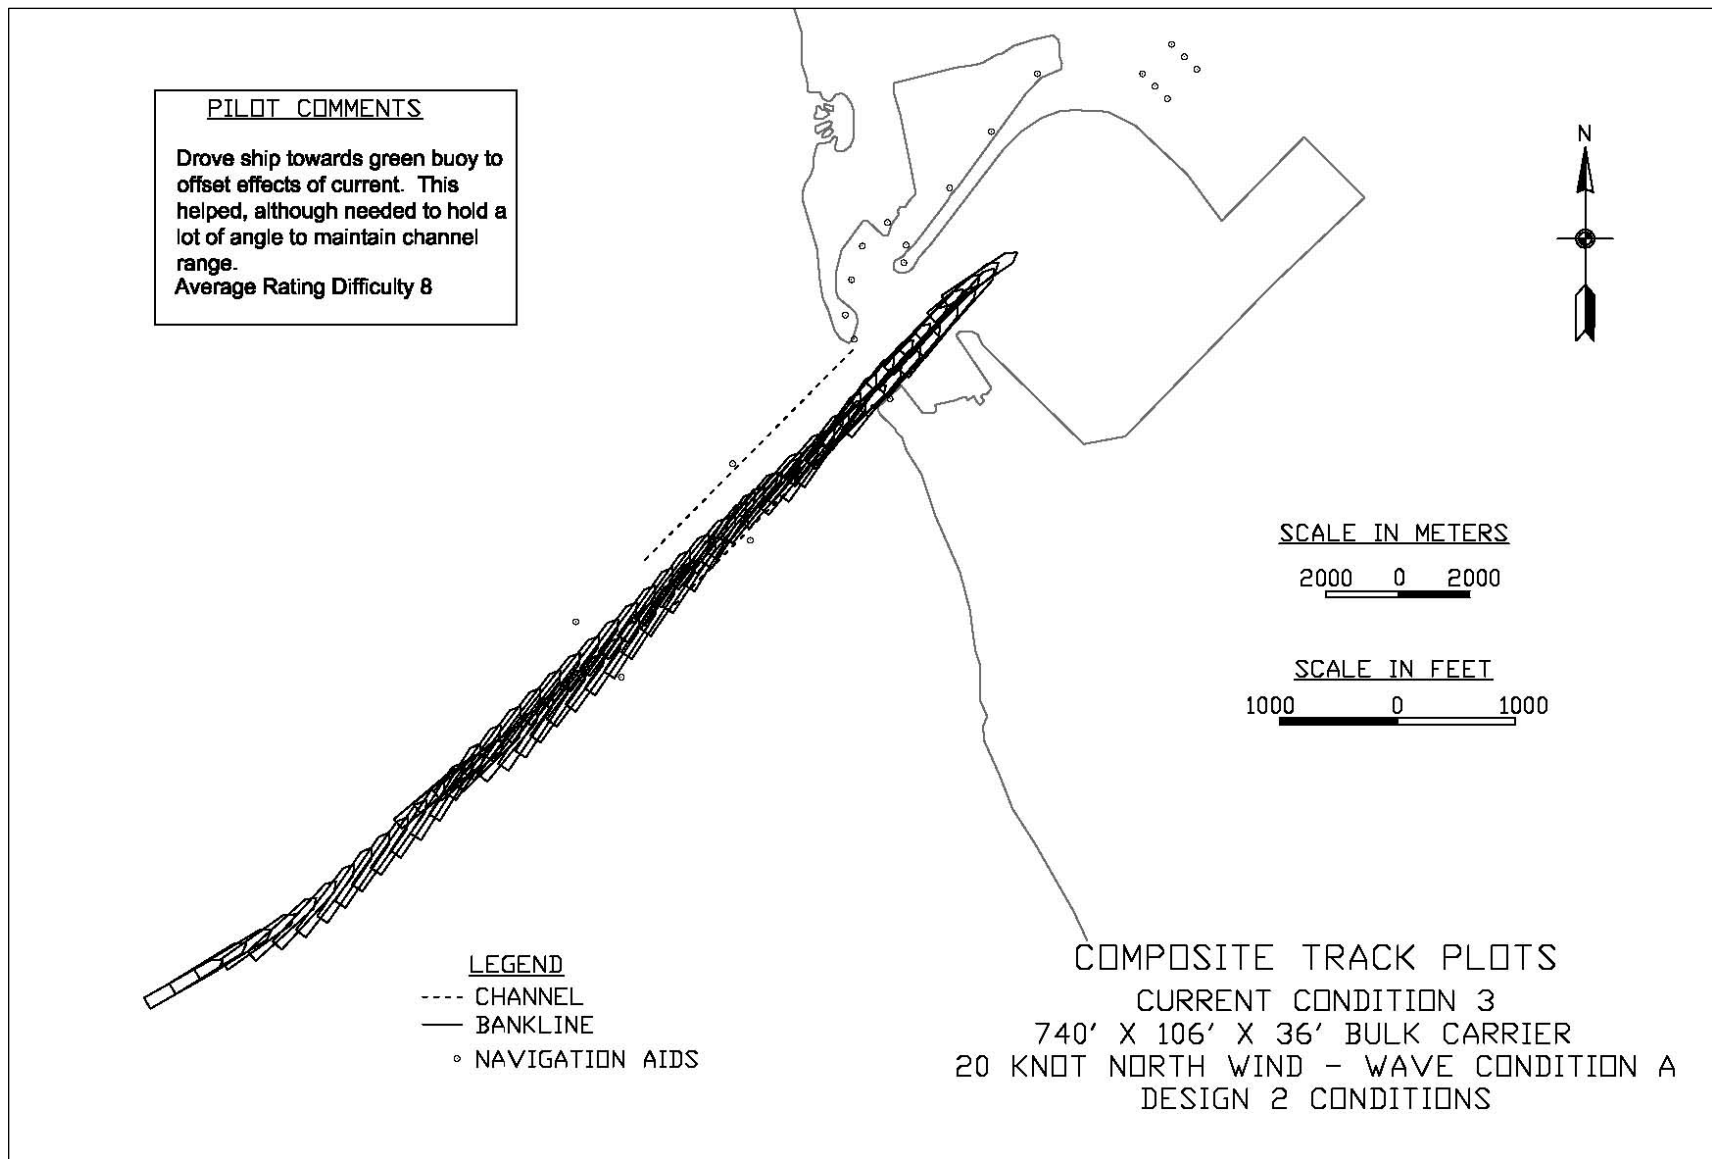 PILOT COMMENTS
Drove ship towards green buoy to
offset effects of current. This
helped, although needed to hold a
lot of angle to maintain channel
range.
Average Rating Difficulty 8
N
SCALE IN METERS
2000 0 2000
SCALE IN FEET
1000 0 1000
LEGEND
CHANNEL
BANKLINE
NAVIGATION AIDS
COMPOSITE TRACK PLOTS
CURRENT CONDITION 3
740' X 106' X 36' BULK CARRIER
20 KNOT NORTH WIND - WAVE CONDITION A
DESIGN 2 CONDITIONS